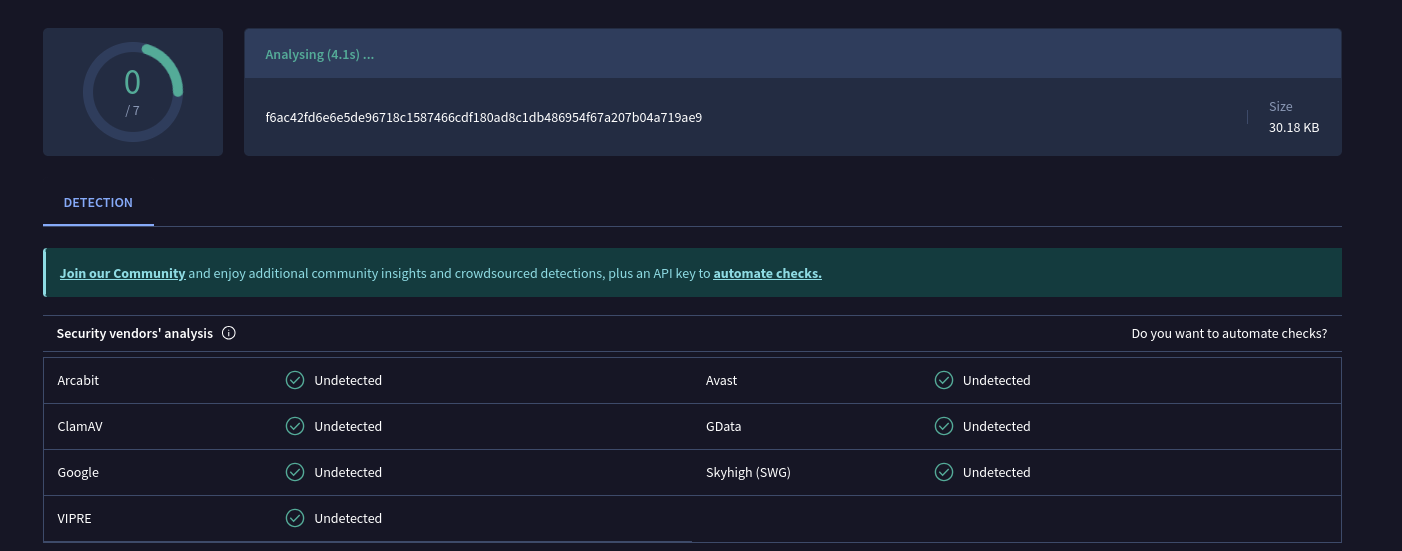 0
/ 7
Analysing (4.1s) ...
f6ac42fd6e6e5de96718c1587466cdf180ad8c1db486954f67a207b04a719ae9
Size
30.18 KB
DETECTION
Join our Community and enjoy additional community insights and crowdsourced detections, plus an API key to automate checks.
Security vendors' analysis
Do you want to automate checks?
Arcabit Undetected Avast Undetected
ClamAV Undetected GData Undetected
Google Undetected Skyhigh (SWG) Undetected
VIPRE Undetected